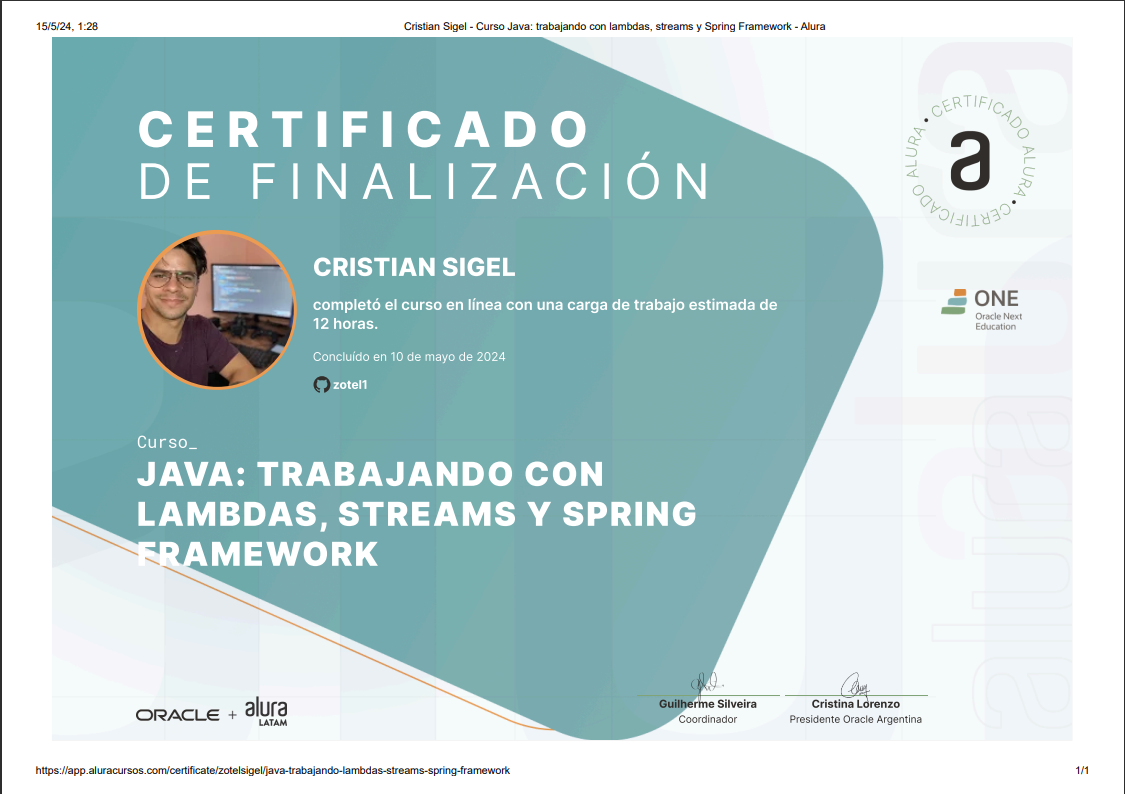 15/5/24, 1:28
Cristian Sigel - Curso Java: trabajando con lambdas, streams y Spring Framework - Alura
CERTIFICADO
DE FINALIZACIÓN
CERTIFICADO ALURA • CERTIFICADO ALURA •
a
CRISTIAN SIGEL
completó el curso en línea con una carga de trabajo estimada de
12 horas.
Concluído en 10 de mayo de 2024
zotel1
ONE
Oracle Next
Education
Curso_
JAVA: TRABAJANDO CON
LAMBDAS, STREAMS Y SPRING
FRAMEWORK
alura
alura
ORACLE + alura
LATAM
Guilherme Silveira
Coordinador
Cristina Lorenzo
Presidente Oracle Argentina
https://app.aluracursos.com/certificate/zotelsigel/java-trabajando-lambdas-streams-spring-framework
1/1